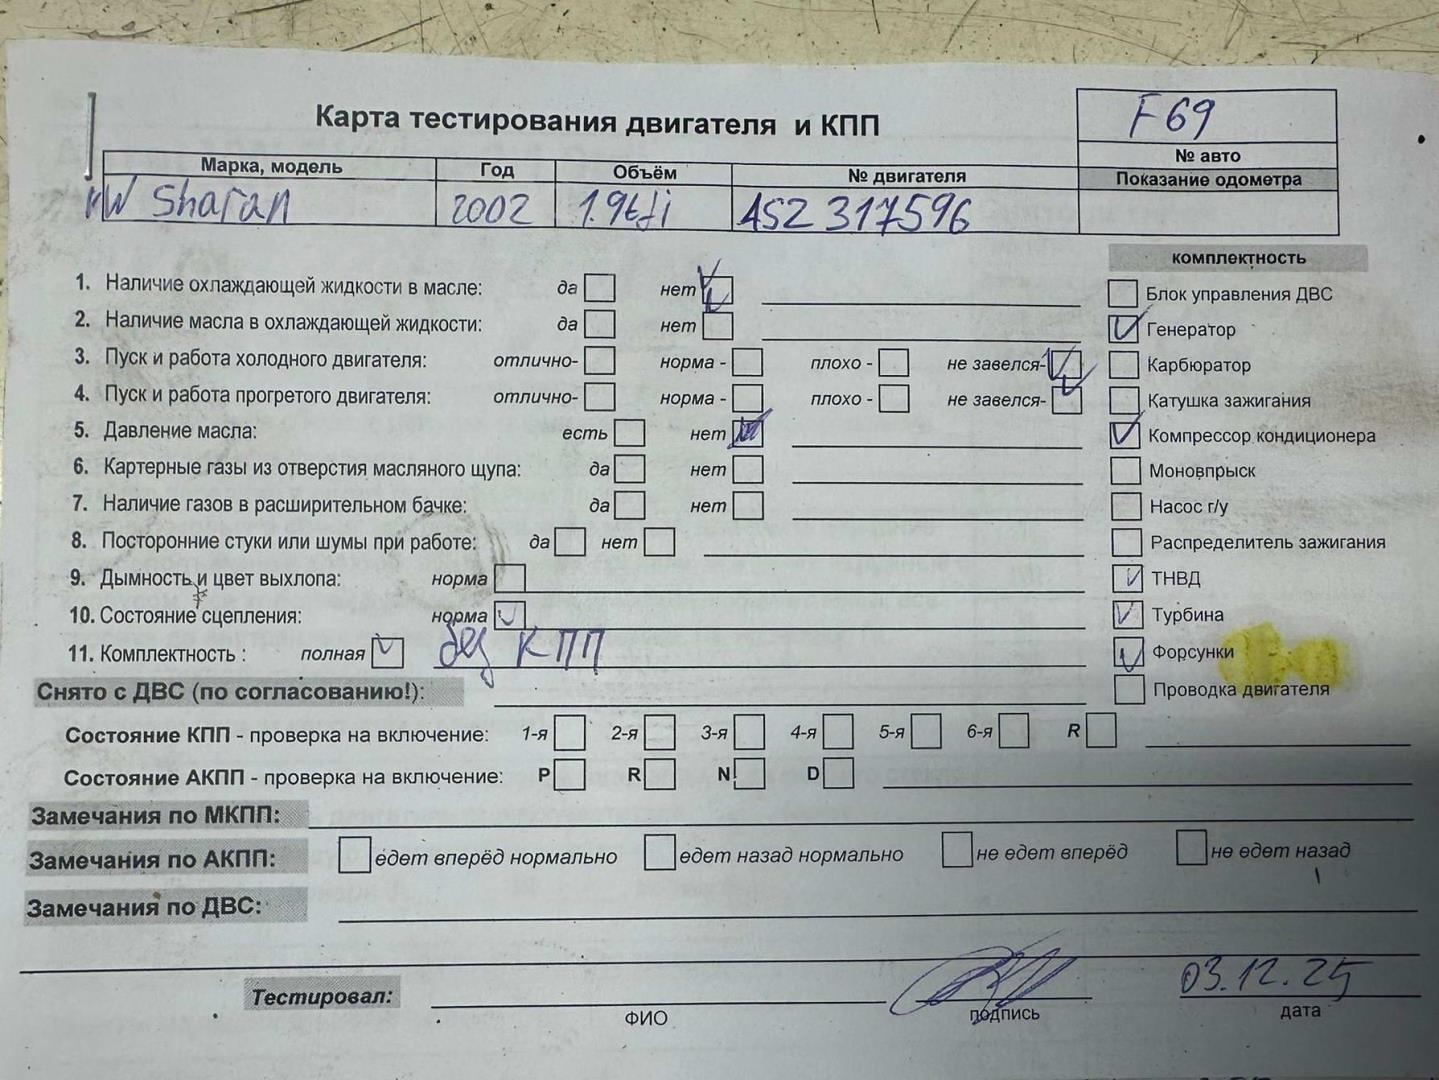 Карта тестирования двигателя и КПП
F69
№ авто
Марка, модель Год Объём № двигателя Показание одометра
VW Sharan 2002 1.9tdi ASZ 317596
комплектность
1. Наличие охлаждающей жидкости в масле: да нет
Блок управления ДВС
2. Наличие масла в охлаждающей жидкости: да нет
Генератор
3. Пуск и работа холодного двигателя: отлично- норма - плохо - не завелся-
Карбюратор
4. Пуск и работа прогретого двигателя: отлично- норма - плохо - не завелся-
Катушка зажигания
5. Давление масла: есть нет
Компрессор кондиционера
6. Картерные газы из отверстия масляного щупа: да нет
Моновпрыск
7. Наличие газов в расширительном бачке: да нет
Насос г/у
8. Посторонние стуки или шумы при работе: да нет
Распределитель зажигания
9. Дымность и цвет выхлопа: норма
ТНВД
10. Состояние сцепления: норма
Турбина
11. Комплектность : полная без КПП
Форсунки
Снято с ДВС (по согласованию!):
Проводка двигателя
Состояние КПП - проверка на включение: 1-я 2-я 3-я 4-я 5-я 6-я R
Состояние АКПП - проверка на включение: P R N D
Замечания по МКПП:
Замечания по АКПП: едет вперёд нормально едет назад нормально не едет вперёд не едет назад
Замечания по ДВС:
Тестировал: 03.12.25
ФИО подпись дата